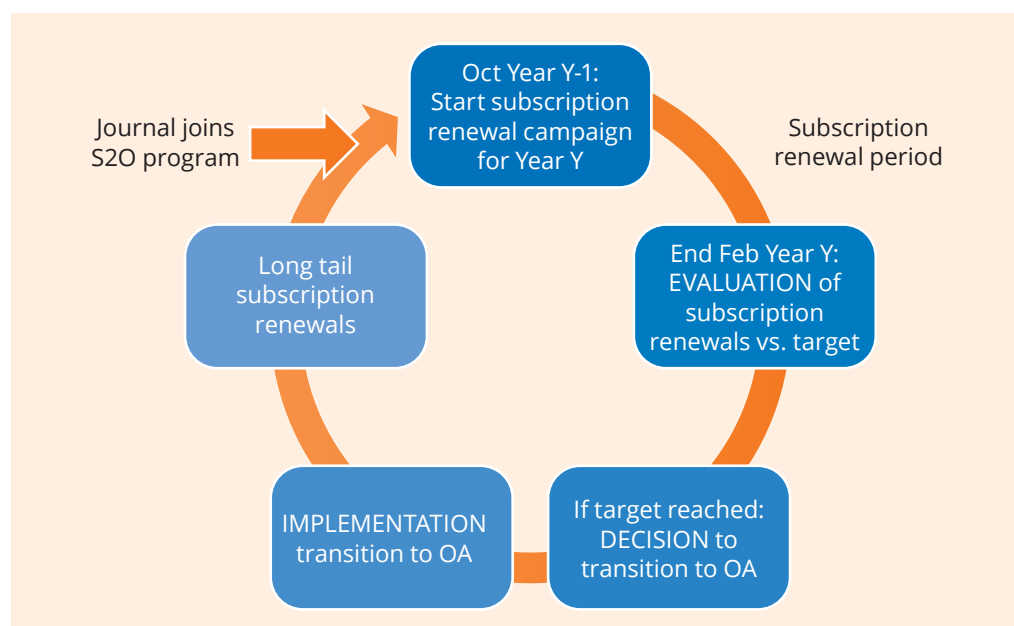 Oct Year Y-1:
Start subscription
renewal campaign
for Year Y
Journal joins
S2O program
Subscription
renewal period
End Feb Year Y:
EVALUATION of
subscription
renewals vs. target
Long tail
subscription
renewals
If target reached:
DECISION to
transition to OA
IMPLEMENTATION
transition to OA